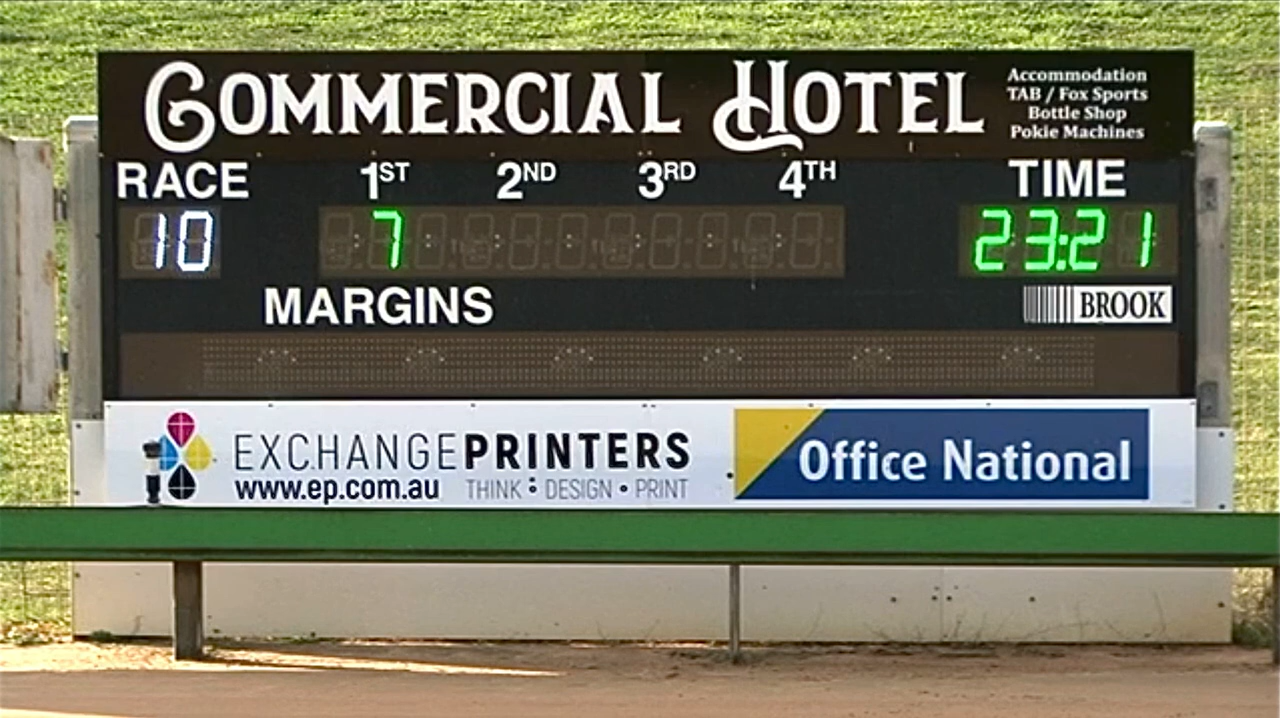 COMMERCIAL HOTEL
Accommodation
TAB / Fox Sports
Bottle Shop
Pokie Machines
RACE 1ST 2ND 3RD 4TH TIME
10 7 23:21
MARGINS
BROOK
EXCHANGEPRINTERS
www.ep.com.au THINK • DESIGN • PRINT
Office National